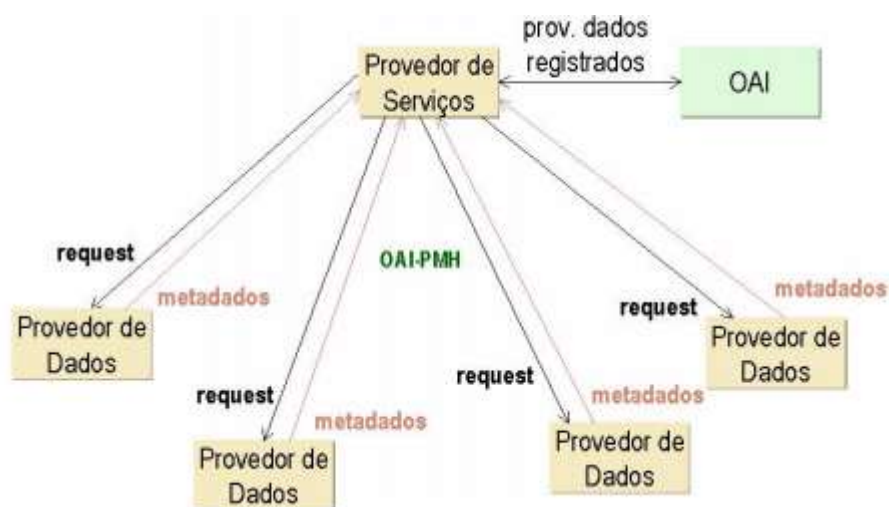 prov. dados
registrados
Provedor de
Serviços
OAI
request
OAI-PMH
metadados
Provedor de
Dados
request
metadados
Provedor de
Dados
request
metadados
Provedor de
Dados
request
metadados
Provedor de
Dados